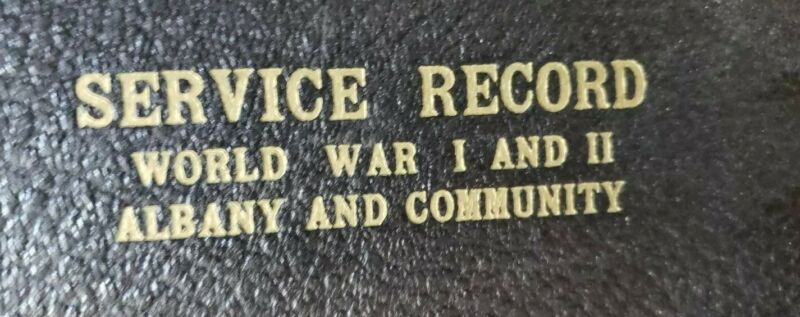 SERVICE RECORD
WORLD WAR I AND II
ALBANY AND COMMUNITY